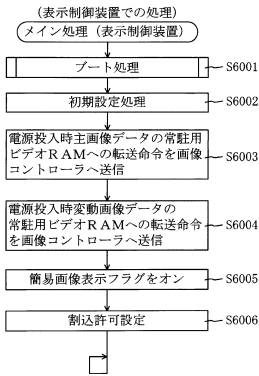 (表示制御装置での処理)
メイン処理(表示制御装置)
ブート処理
S6001
初期設定処理
S6002
電源投入時主画像データの常駐用
ビデオRAMへの転送命令を画像
コントローラへ送信
S6003
電源投入時変動画像データの
常駐用ビデオRAMへの転送命令
を画像コントローラへ送信
S6004
簡易画像表示フラグをオン
S6005
割込許可設定
S6006